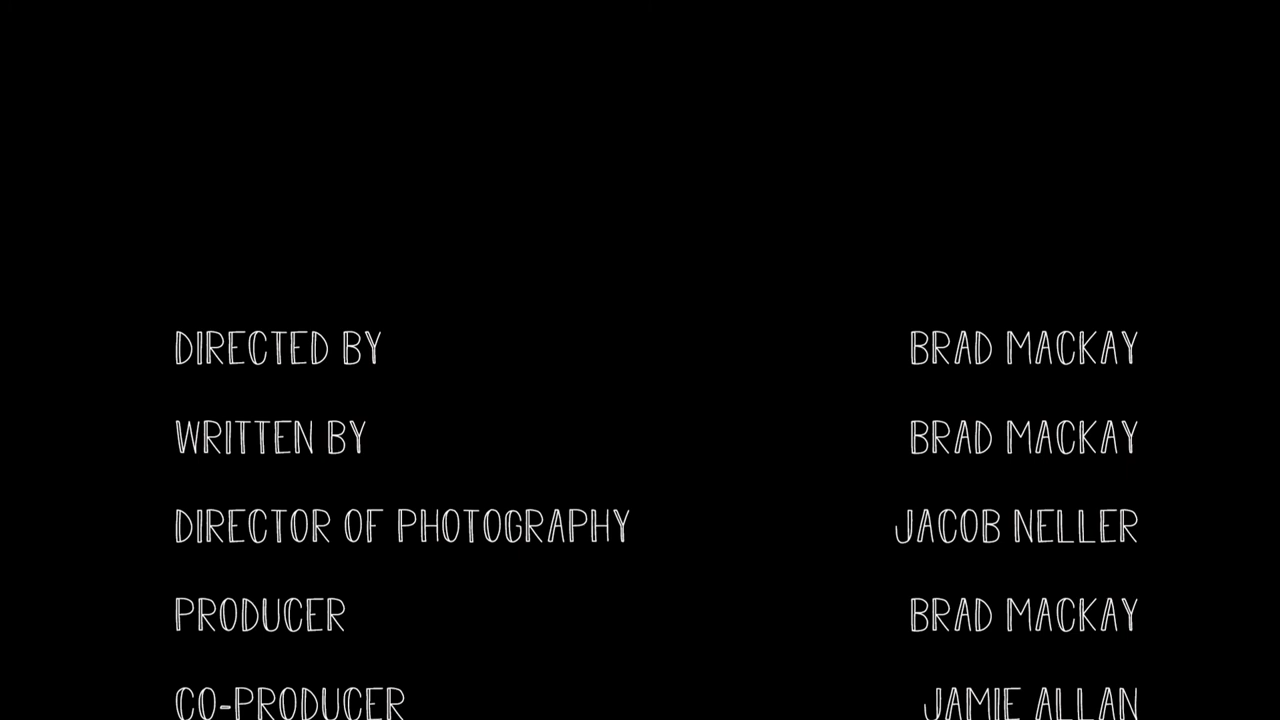 DIRECTED BY BRAD MACKAY
WRITTEN BY BRAD MACKAY
DIRECTOR OF PHOTOGRAPHY JACOB NELLER
PRODUCER BRAD MACKAY
CO-PRODUCER JAMIE ALLAN